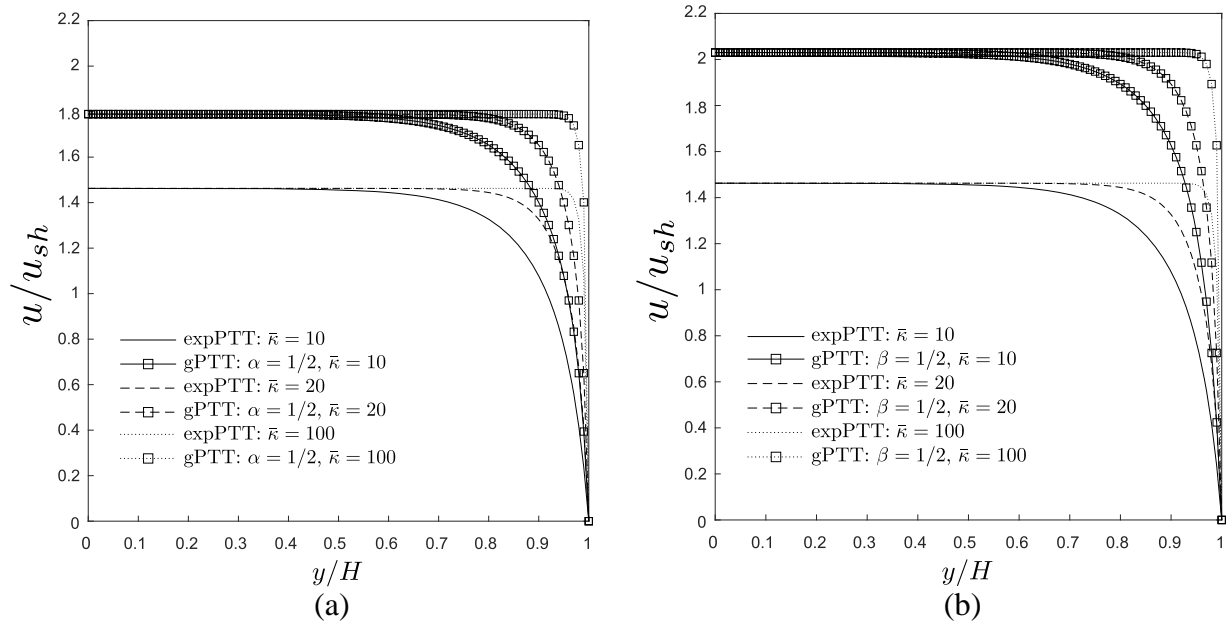 2.2
2
1.8
1.6
1.4
1.2
1
0.8
0.6
0.4
0.2
0
u/u_{sh}
expPTT: κ̄ = 10
gPTT: α = 1/2, κ̄ = 10
expPTT: κ̄ = 20
gPTT: α = 1/2, κ̄ = 20
expPTT: κ̄ = 100
gPTT: α = 1/2, κ̄ = 100
0 0.1 0.2 0.3 0.4 0.5 0.6 0.7 0.8 0.9 1
y/H
(a)
2.2
2
1.8
1.6
1.4
1.2
1
0.8
0.6
0.4
0.2
0
u/u_{sh}
expPTT: κ̄ = 10
gPTT: β = 1/2, κ̄ = 10
expPTT: κ̄ = 20
gPTT: β = 1/2, κ̄ = 20
expPTT: κ̄ = 100
gPTT: β = 1/2, κ̄ = 100
0 0.1 0.2 0.3 0.4 0.5 0.6 0.7 0.8 0.9 1
y/H
(b)